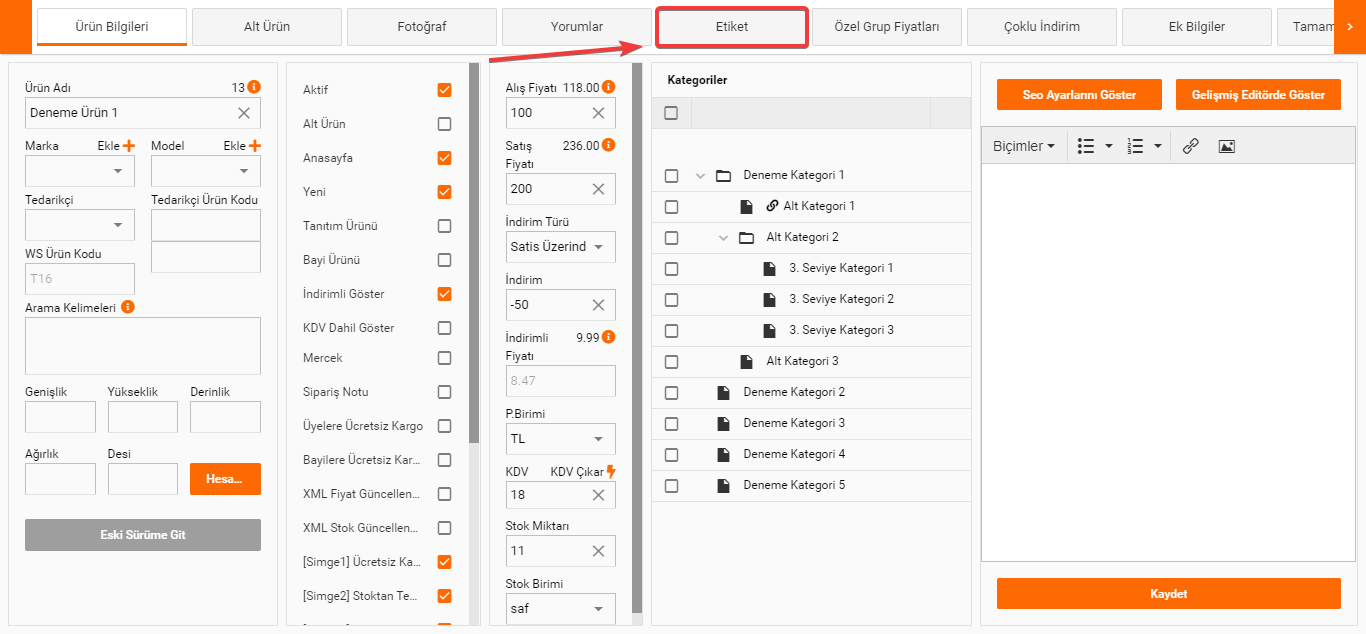 Ürün Bilgileri
Alt Ürün
Fotoğraf
Yorumlar
Etiket
Özel Grup Fiyatları
Çoklu İndirim
Ek Bilgiler
Ürün Adı 13
Deneme Ürün 1
Marka Ekle
Model Ekle
Tedarikçi
Tedarikçi Ürün Kodu
WS Ürün Kodu
T16
Arama Kelimeleri
Genişlik
Yükseklik
Derinlik
Ağırlık
Desi
Hesa...
Eski Sürüme Git
Aktif
Alt Ürün
Anasayfa
Yeni
Tanıtım Ürünü
Bayi Ürünü
İndirimli Göster
KDV Dahil Göster
Mercek
Sipariş Notu
Üyelere Ücretsiz Kargo
Bayilere Ücretsiz Kar...
XML Fiyat Güncellen...
XML Stok Güncellen...
[Simge1] Ücretsiz Ka...
[Simge2] Stoktan Te...
Alış Fiyatı 118.00
100
Satış 236.00
Fiyatı
200
İndirim Türü
Satis Üzerind
İndirim
-50
İndirimli 9.99
Fiyatı
8.47
P.Birimi
TL
KDV KDV Çıkar
18
Stok Miktarı
11
Stok Birimi
saf
Kategoriler
Deneme Kategori 1
Alt Kategori 1
Alt Kategori 2
3. Seviye Kategori 1
3. Seviye Kategori 2
3. Seviye Kategori 3
Alt Kategori 3
Deneme Kategori 2
Deneme Kategori 3
Deneme Kategori 4
Deneme Kategori 5
Seo Ayarlarını Göster
Gelişmiş Editörde Göster
Biçimler
Kaydet